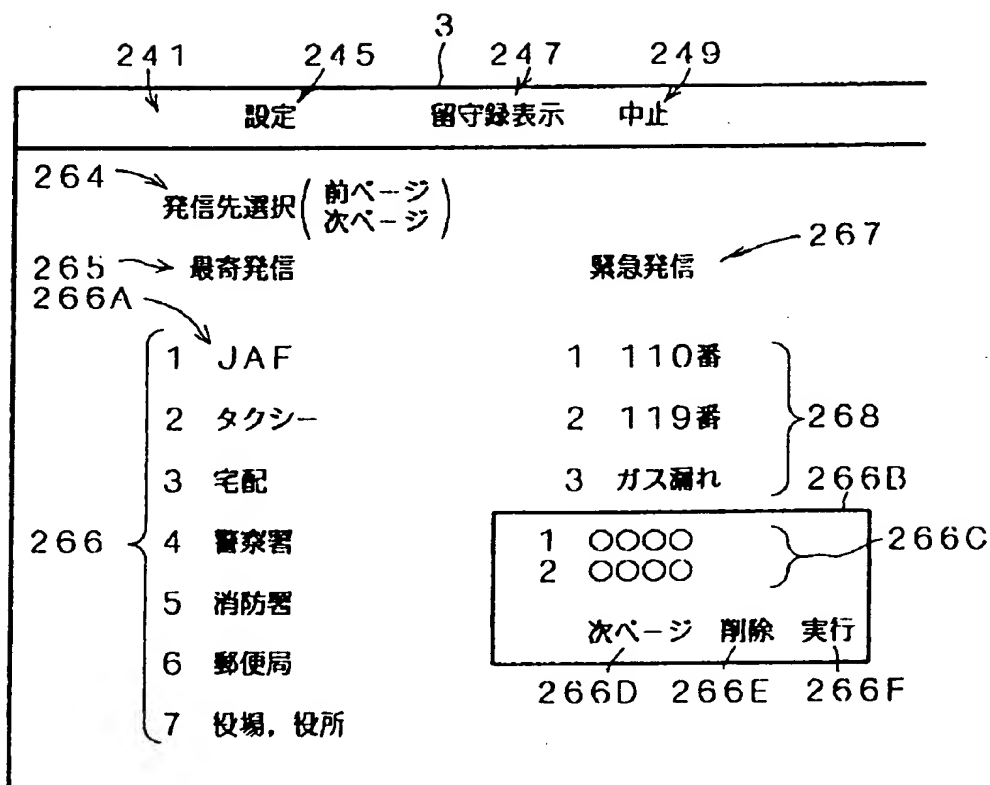 3
241 245 247 249
設定 留守録表示 中止
264
発信先選択(前ページ
次ページ)
265 最寄発信 緊急発信 267
266A
1 JAF 1 110番
2 タクシー 2 119番 268
3 宅配 3 ガス漏れ 266B
266 4 警察署 1 ○○○○ 266C
2 ○○○○
5 消防署 次ページ 削除 実行
6 郵便局 266D 266E 266F
7 役場,役所